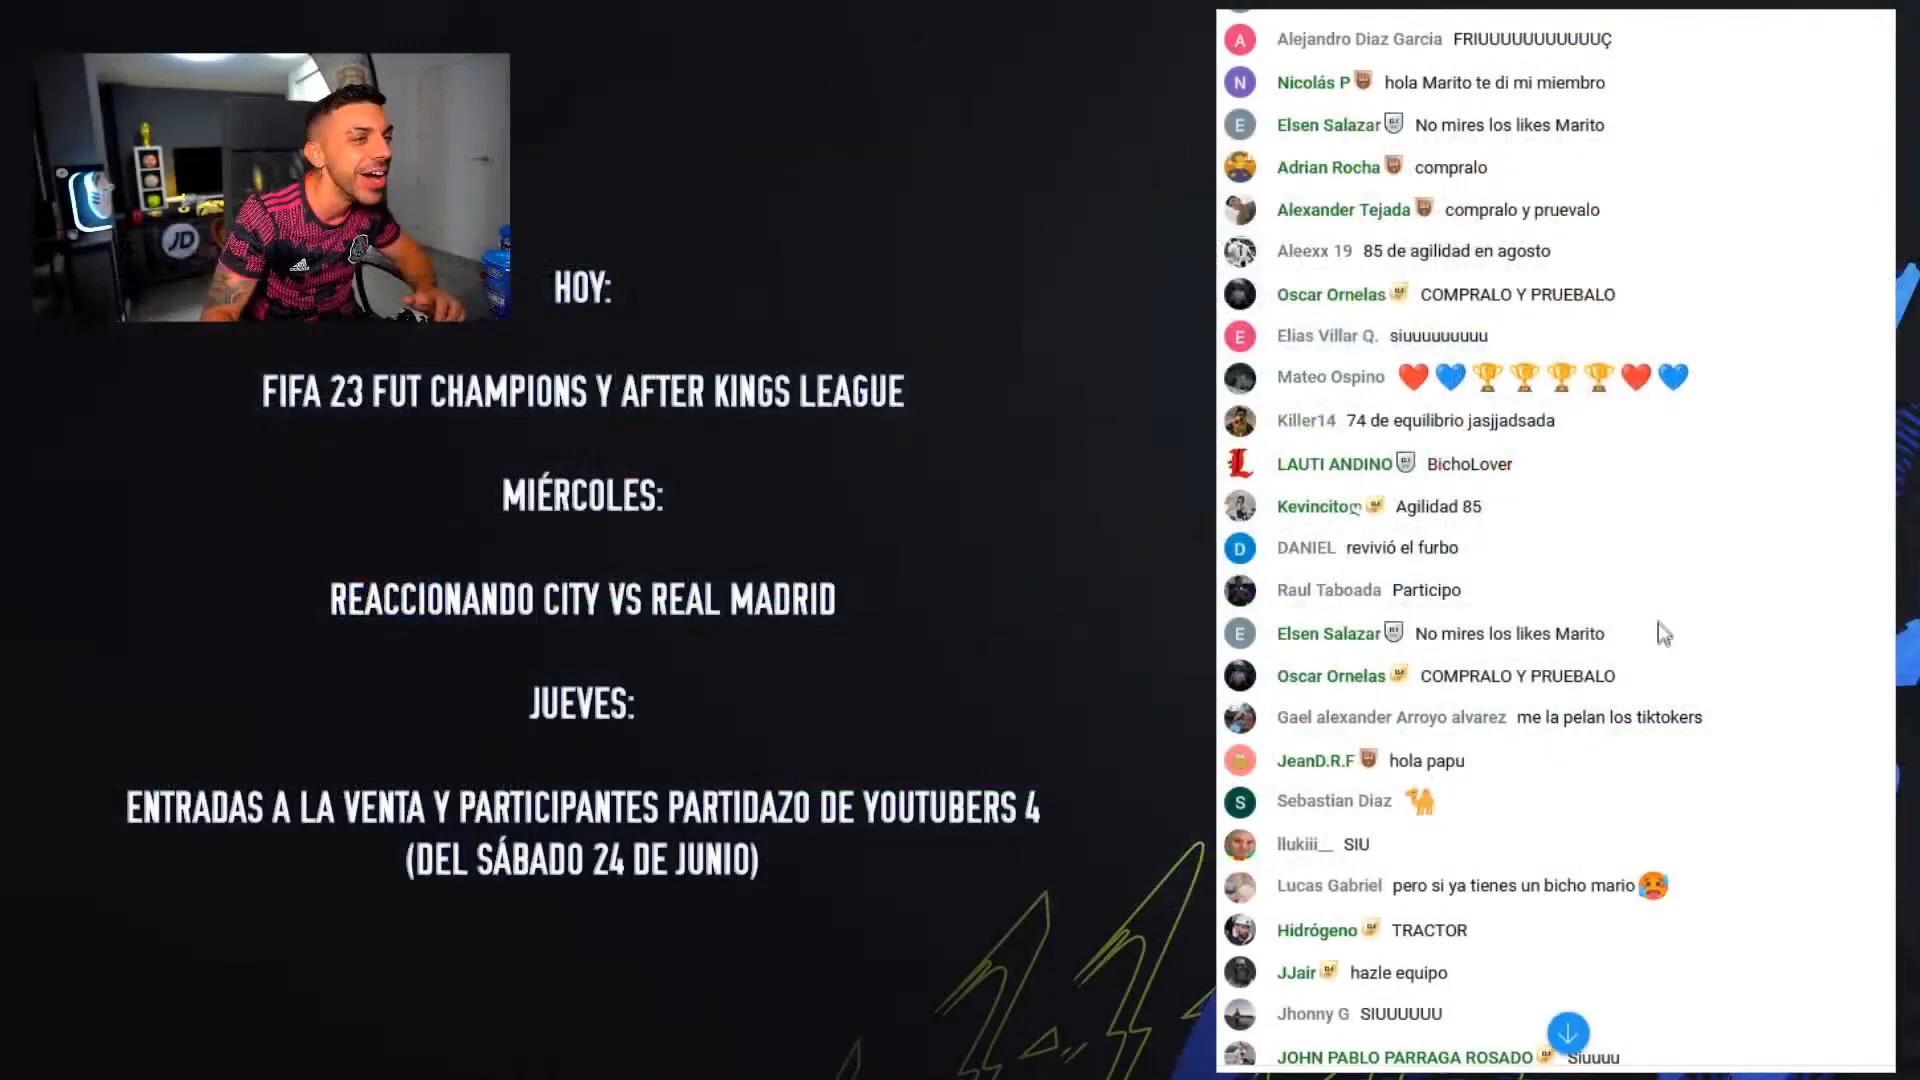 HOY:
FIFA 23 FUT CHAMPIONS Y AFTER KINGS LEAGUE
MIÉRCOLES:
REACCIONANDO CITY VS REAL MADRID
JUEVES:
ENTRADAS A LA VENTA Y PARTICIPANTES PARTIDAZO DE YOUTUBERS 4
(DEL SÁBADO 24 DE JUNIO)
JD
A Alejandro Diaz Garcia FRIUUUUUUUUUUUÇ
N Nicolás P hola Marito te di mi miembro
E Elsen Salazar No mires los likes Marito
Adrian Rocha compralo
Alexander Tejada compralo y pruevalo
Aleexx 19 85 de agilidad en agosto
Oscar Ornelas COMPRALO Y PRUEBALO
E Elias Villar Q. siuuuuuuuuu
Mateo Ospino ❤️💙🏆🏆🏆🏆❤️💙
Killer14 74 de equilibrio jasjjadsada
LAUTI ANDINO BichoLover
Kevincitoღ Agilidad 85
D DANIEL revivió el furbo
Raul Taboada Participo
E Elsen Salazar No mires los likes Marito
Oscar Ornelas COMPRALO Y PRUEBALO
Gael alexander Arroyo alvarez me la pelan los tiktokers
JeanD.R.F hola papu
S Sebastian Diaz 🐫
llukiii__ SIU
Lucas Gabriel pero si ya tienes un bicho mario🥵
Hidrógeno TRACTOR
JJair hazle equipo
Jhonny G SIUUUUUU
JOHN PABLO PARRAGA ROSADO Siuuuu